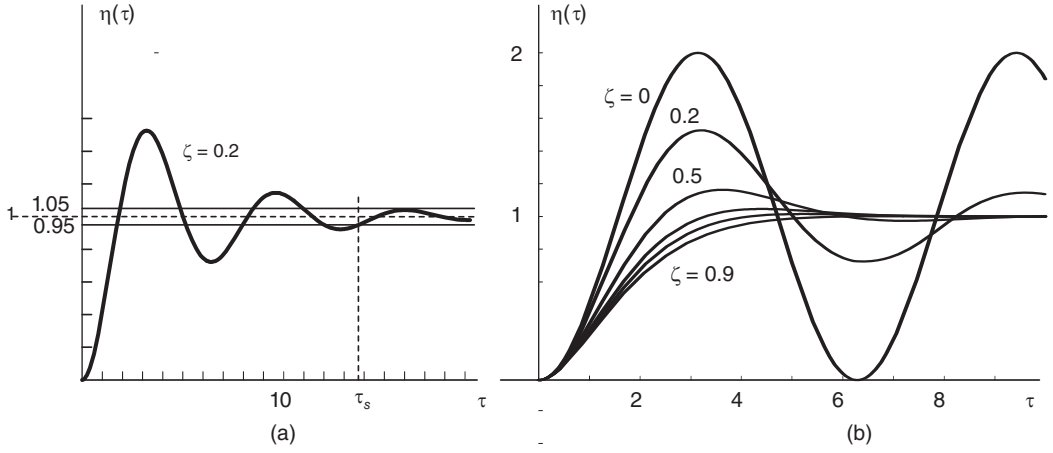 η(τ)
ζ = 0.2
1.05
1
0.95
10
τs
τ
(a)
η(τ)
2
ζ = 0
0.2
0.5
1
ζ = 0.9
2
4
6
8
τ
(b)